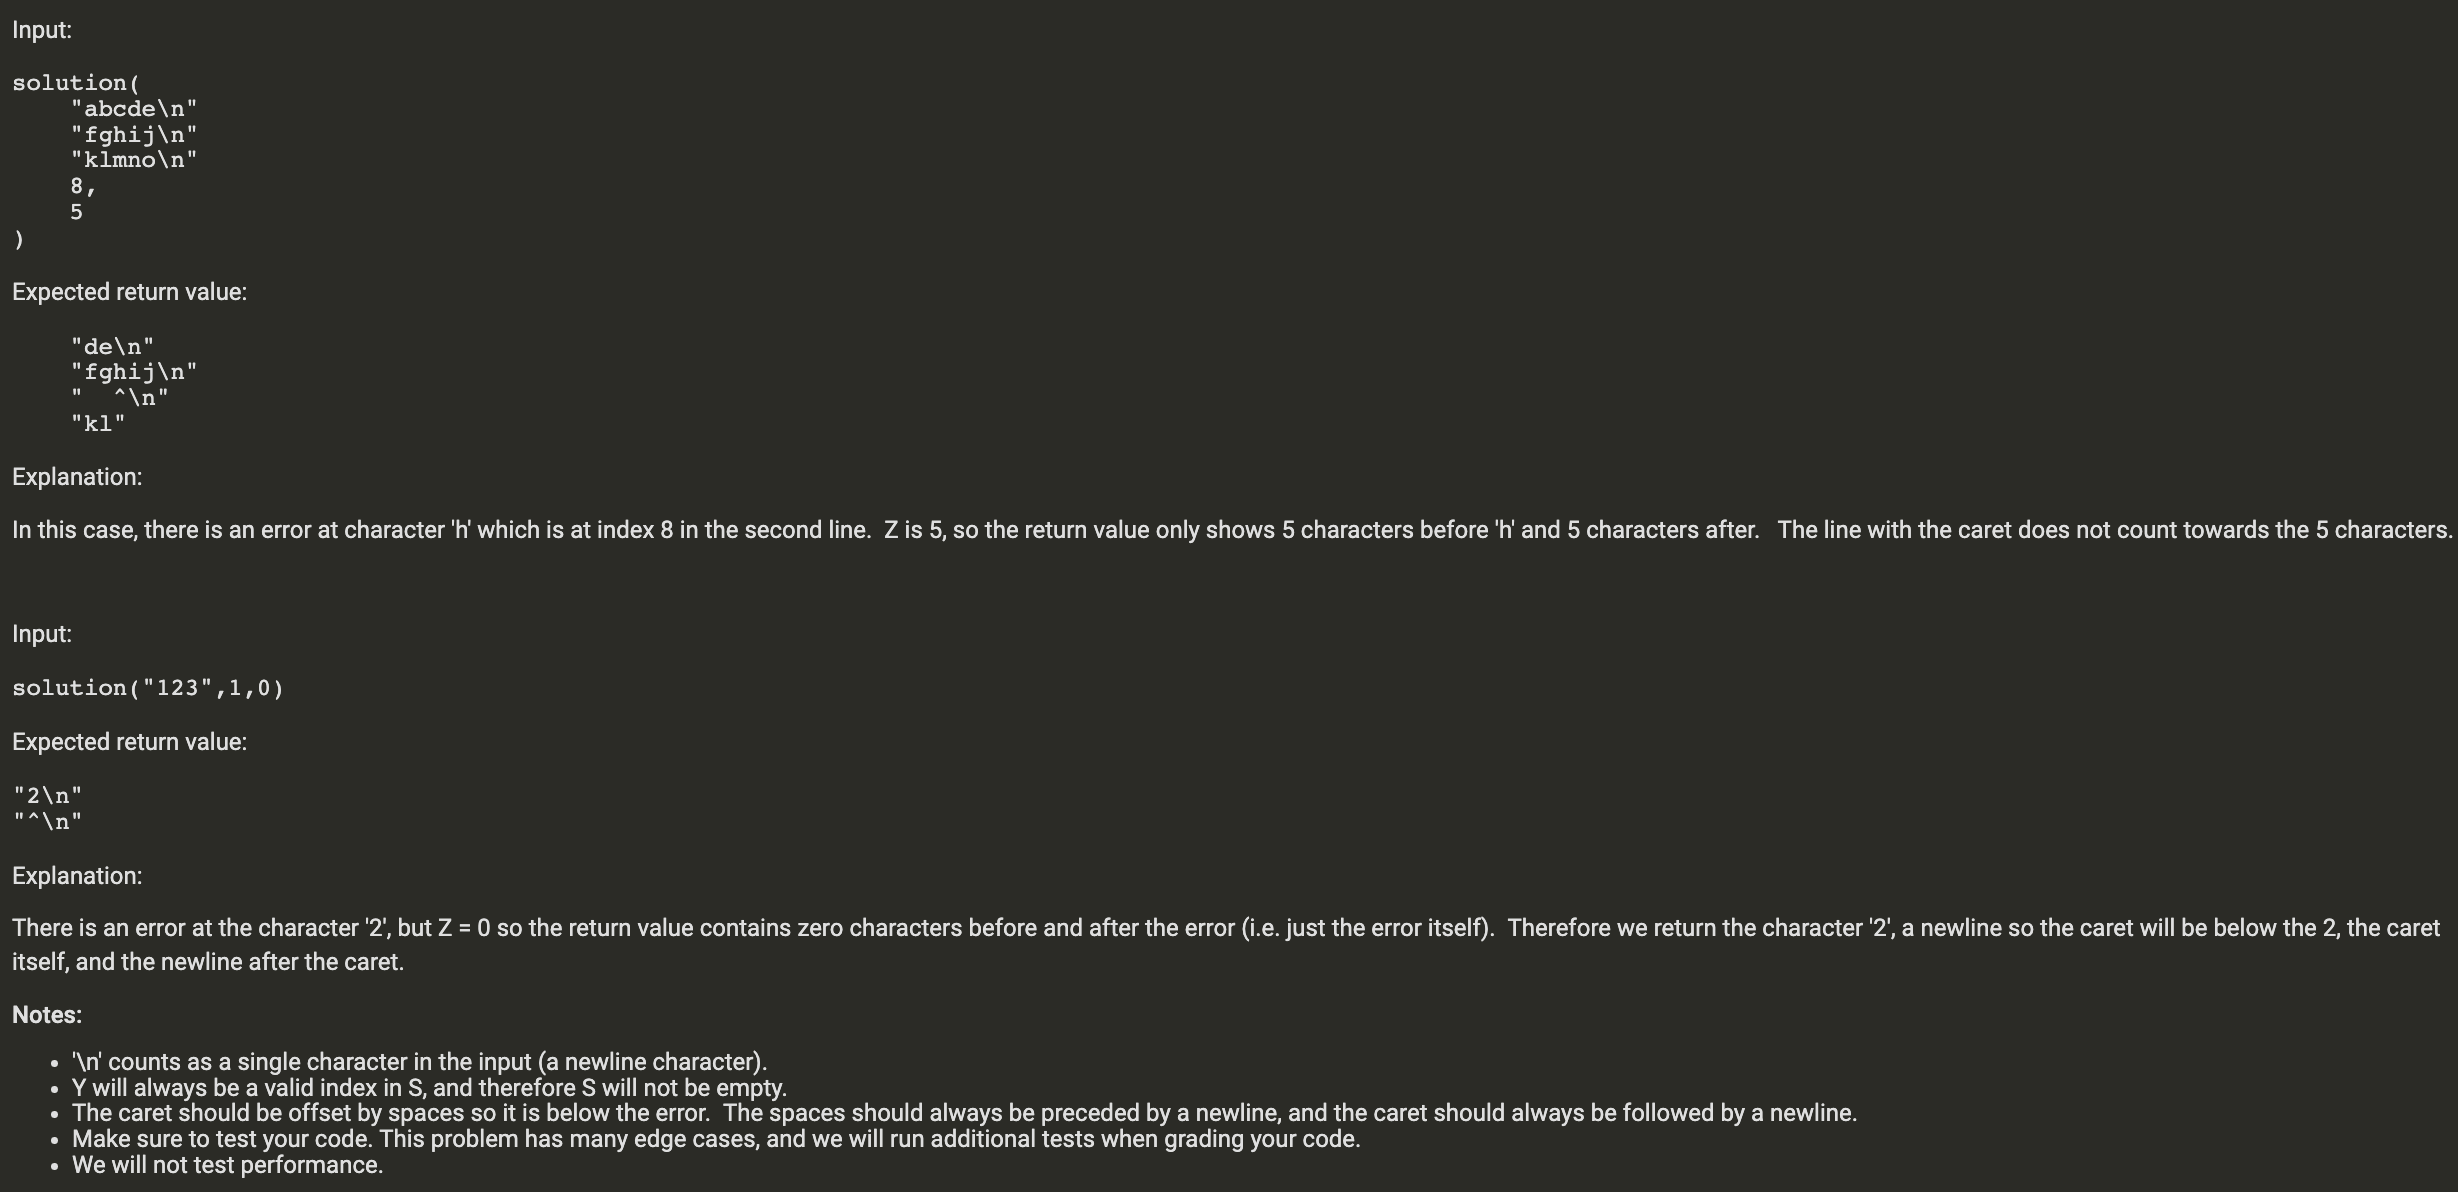 Input:
solution(
    "abcde\n"
    "fghij\n"
    "klmno\n"
    8,
    5
)
Expected return value:
    "de\n"
    "fghij\n"
    "  ^\n"
    "kl"
Explanation:
In this case, there is an error at character 'h' which is at index 8 in the second line.  Z is 5, so the return value only shows 5 characters before 'h' and 5 characters after.   The line with the caret does not count towards the 5 characters.
Input:
solution("123",1,0)
Expected return value:
"2\n"
"^\n"
Explanation:
There is an error at the character '2', but Z = 0 so the return value contains zero characters before and after the error (i.e. just the error itself).  Therefore we return the character '2', a newline so the caret will be below the 2, the caret
itself, and the newline after the caret.
Notes:
• '\n' counts as a single character in the input (a newline character).
• Y will always be a valid index in S, and therefore S will not be empty.
• The caret should be offset by spaces so it is below the error.  The spaces should always be preceded by a newline, and the caret should always be followed by a newline.
• Make sure to test your code. This problem has many edge cases, and we will run additional tests when grading your code.
• We will not test performance.